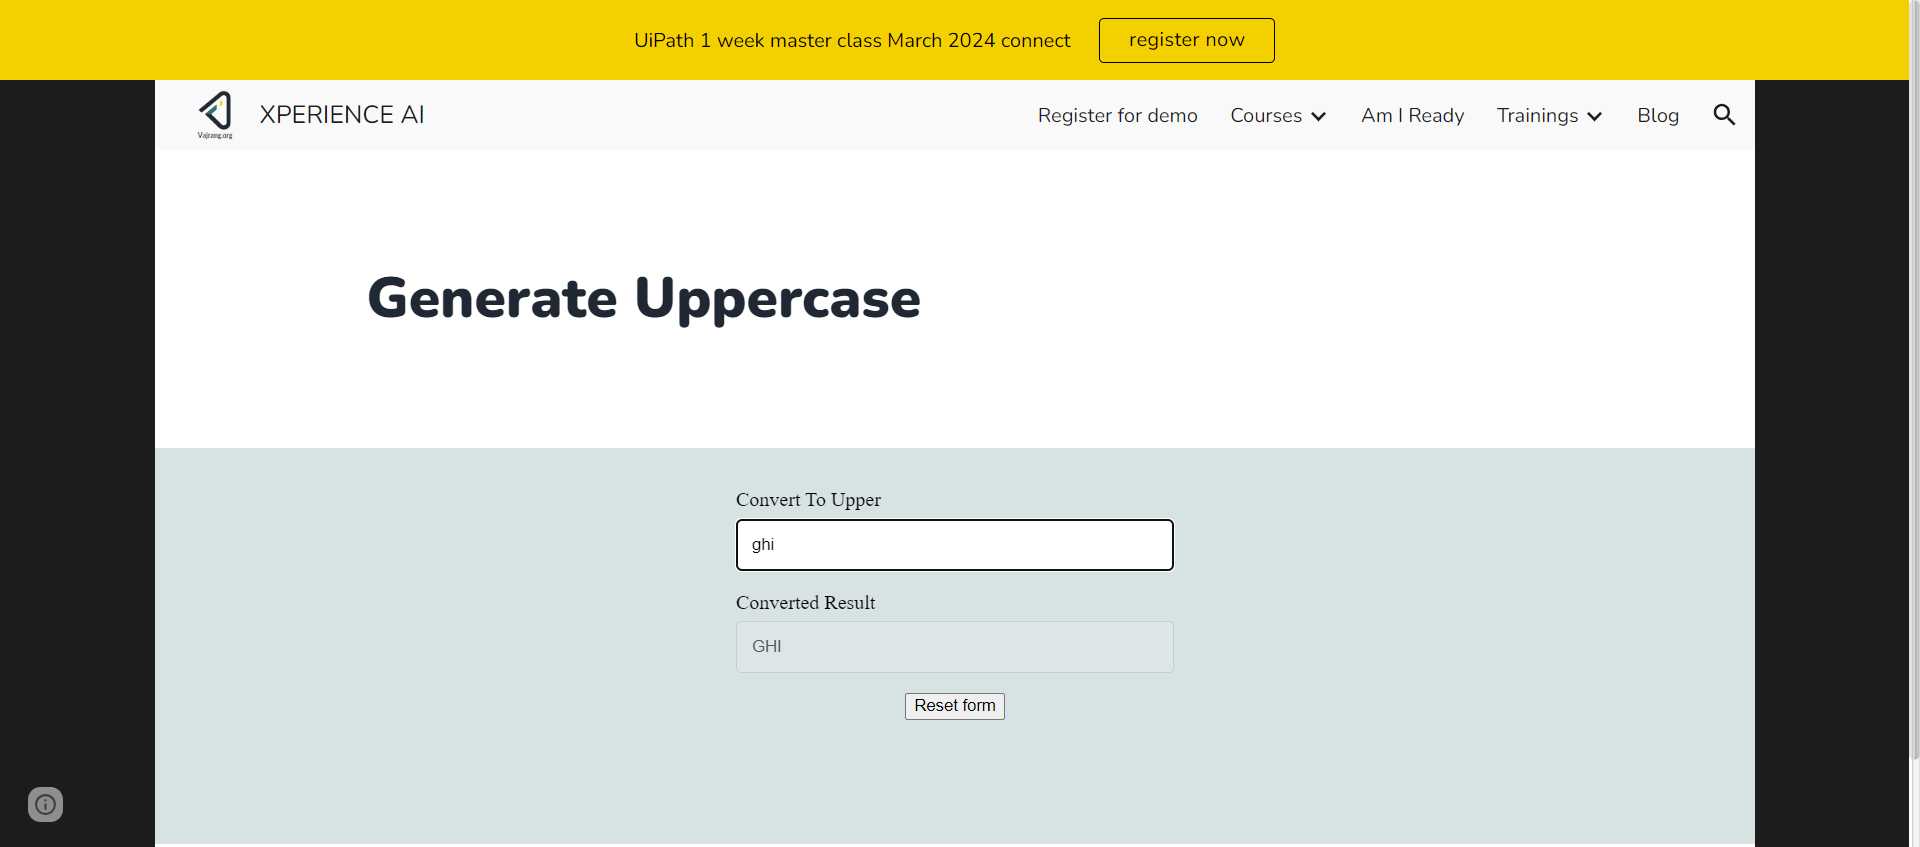 UiPath 1 week master class March 2024 connect
register now
Vajrang.org
XPERIENCE AI
Register for demo
Courses
Am I Ready
Trainings
Blog
Generate Uppercase
Convert To Upper
ghi
Converted Result
GHI
Reset form